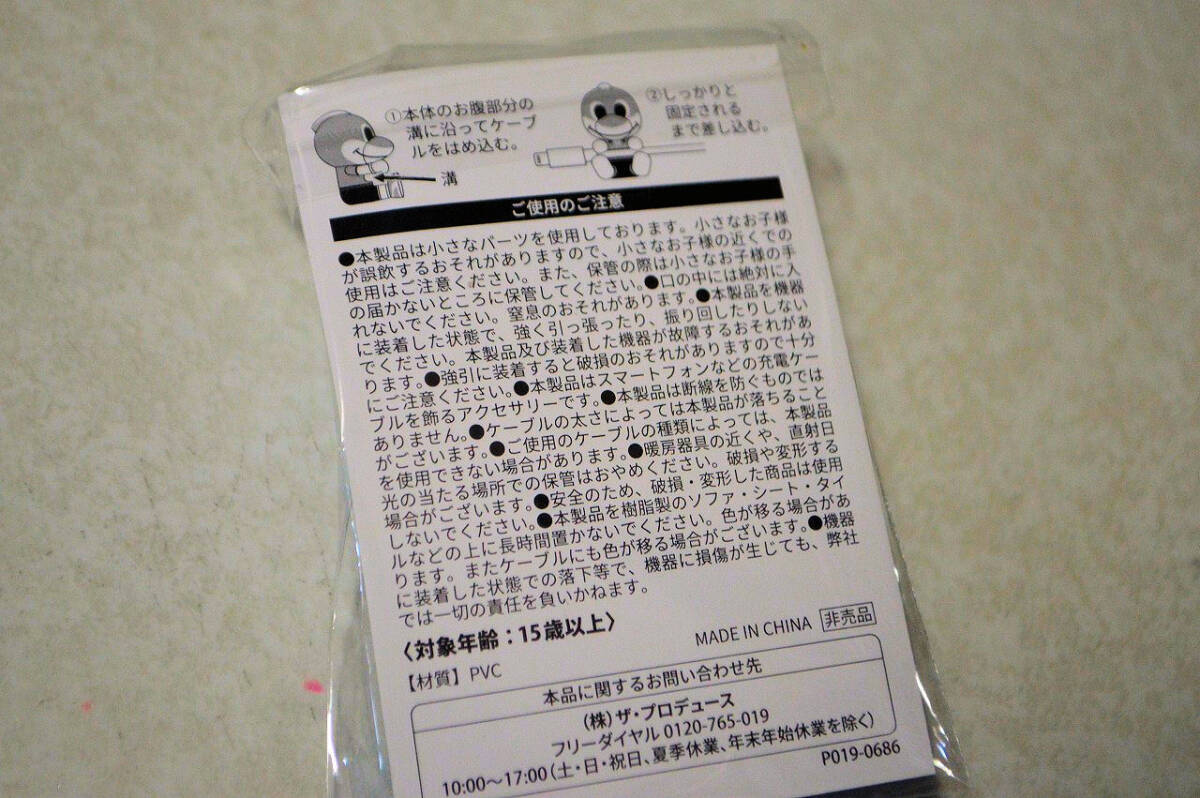 ①本体のお腹部分の
溝に沿ってケーブ
ルをはめ込む。
溝
②しっかりと
固定される
まで差し込む。
ご使用のご注意
●本製品は小さなパーツを使用しております。小さなお子様
が誤飲するおそれがありますので、小さなお子様の近くでの
使用はご注意ください。また、保管の際は小さなお子様の手
の届かないところに保管してください。●口の中には絶対に入
れないでください。窒息のおそれがあります。●本製品を機器
に装着した状態で、強く引っ張ったり、振り回したりしない
でください。本製品及び装着した機器が故障するおそれがあ
ります。●強引に装着すると破損のおそれがありますので十分
にご注意ください。●本製品はスマートフォンなどの充電ケー
ブルを飾るアクセサリーです。●本製品は断線を防ぐものでは
ありません。●ケーブルの太さによっては本製品が落ちること
がございます。●ご使用のケーブルの種類によっては、本製品
を使用できない場合があります。●暖房器具の近くや、直射日
光の当たる場所での保管はおやめください。破損や変形する
場合がございます。●安全のため、破損・変形した商品は使用
しないでください。●本製品を樹脂製のソファ・シート・タイ
ルなどの上に長時間置かないでください。色が移る場合があ
ります。またケーブルにも色が移る場合がございます。●機器
に装着した状態での落下等で、機器に損傷が生じても、弊社
では一切の責任を負いかねます。
〈対象年齢：15歳以上〉
【材質】PVC
MADE IN CHINA 非売品
本品に関するお問い合わせ先
(株)ザ・プロデュース
フリーダイヤル 0120-765-019
10:00〜17:00(土・日・祝日、夏季休業、年末年始休業を除く)
P019-0686